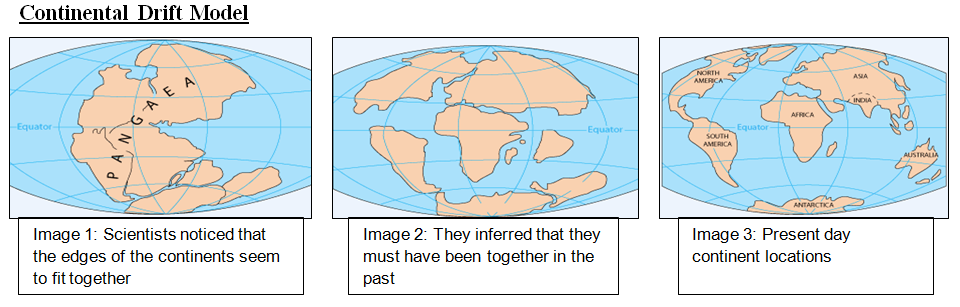 Continental Drift Model
PANGAEA
Equator
Equator
NORTH
AMERICA
ASIA
INDIA
AFRICA
Equator
SOUTH
AMERICA
AUSTRALIA
ANTARCTICA
Image 1: Scientists noticed that
the edges of the continents seem
to fit together
Image 2: They inferred that they
must have been together in the
past
Image 3: Present day
continent locations